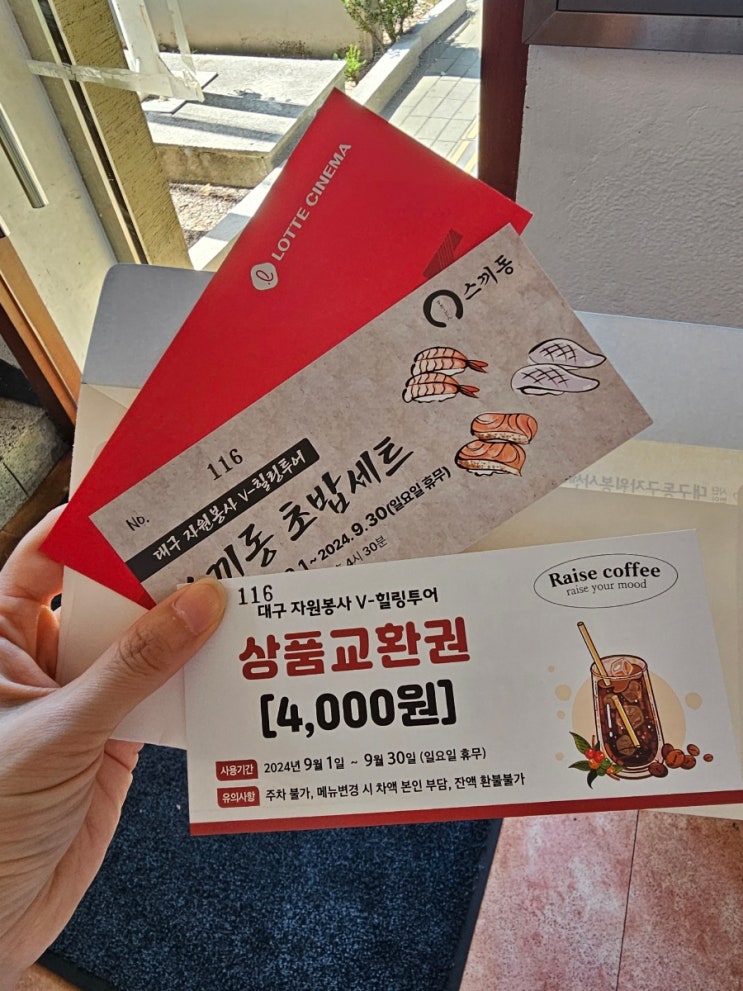 LOTTE CINEMA
스끼동
No. 116
대구 자원봉사 V-힐링투어
스끼동 초밥세트
~2024.9.30(일요일 휴무)
4시 30분
116
대구 자원봉사 V-힐링투어
상품교환권
[4,000원]
Raise coffee
raise your mood
사용기간 2024년 9월 1일 ~ 9월 30일 (일요일 휴무)
유의사항 주차 불가, 메뉴변경 시 차액 본인 부담, 잔액 환불불가